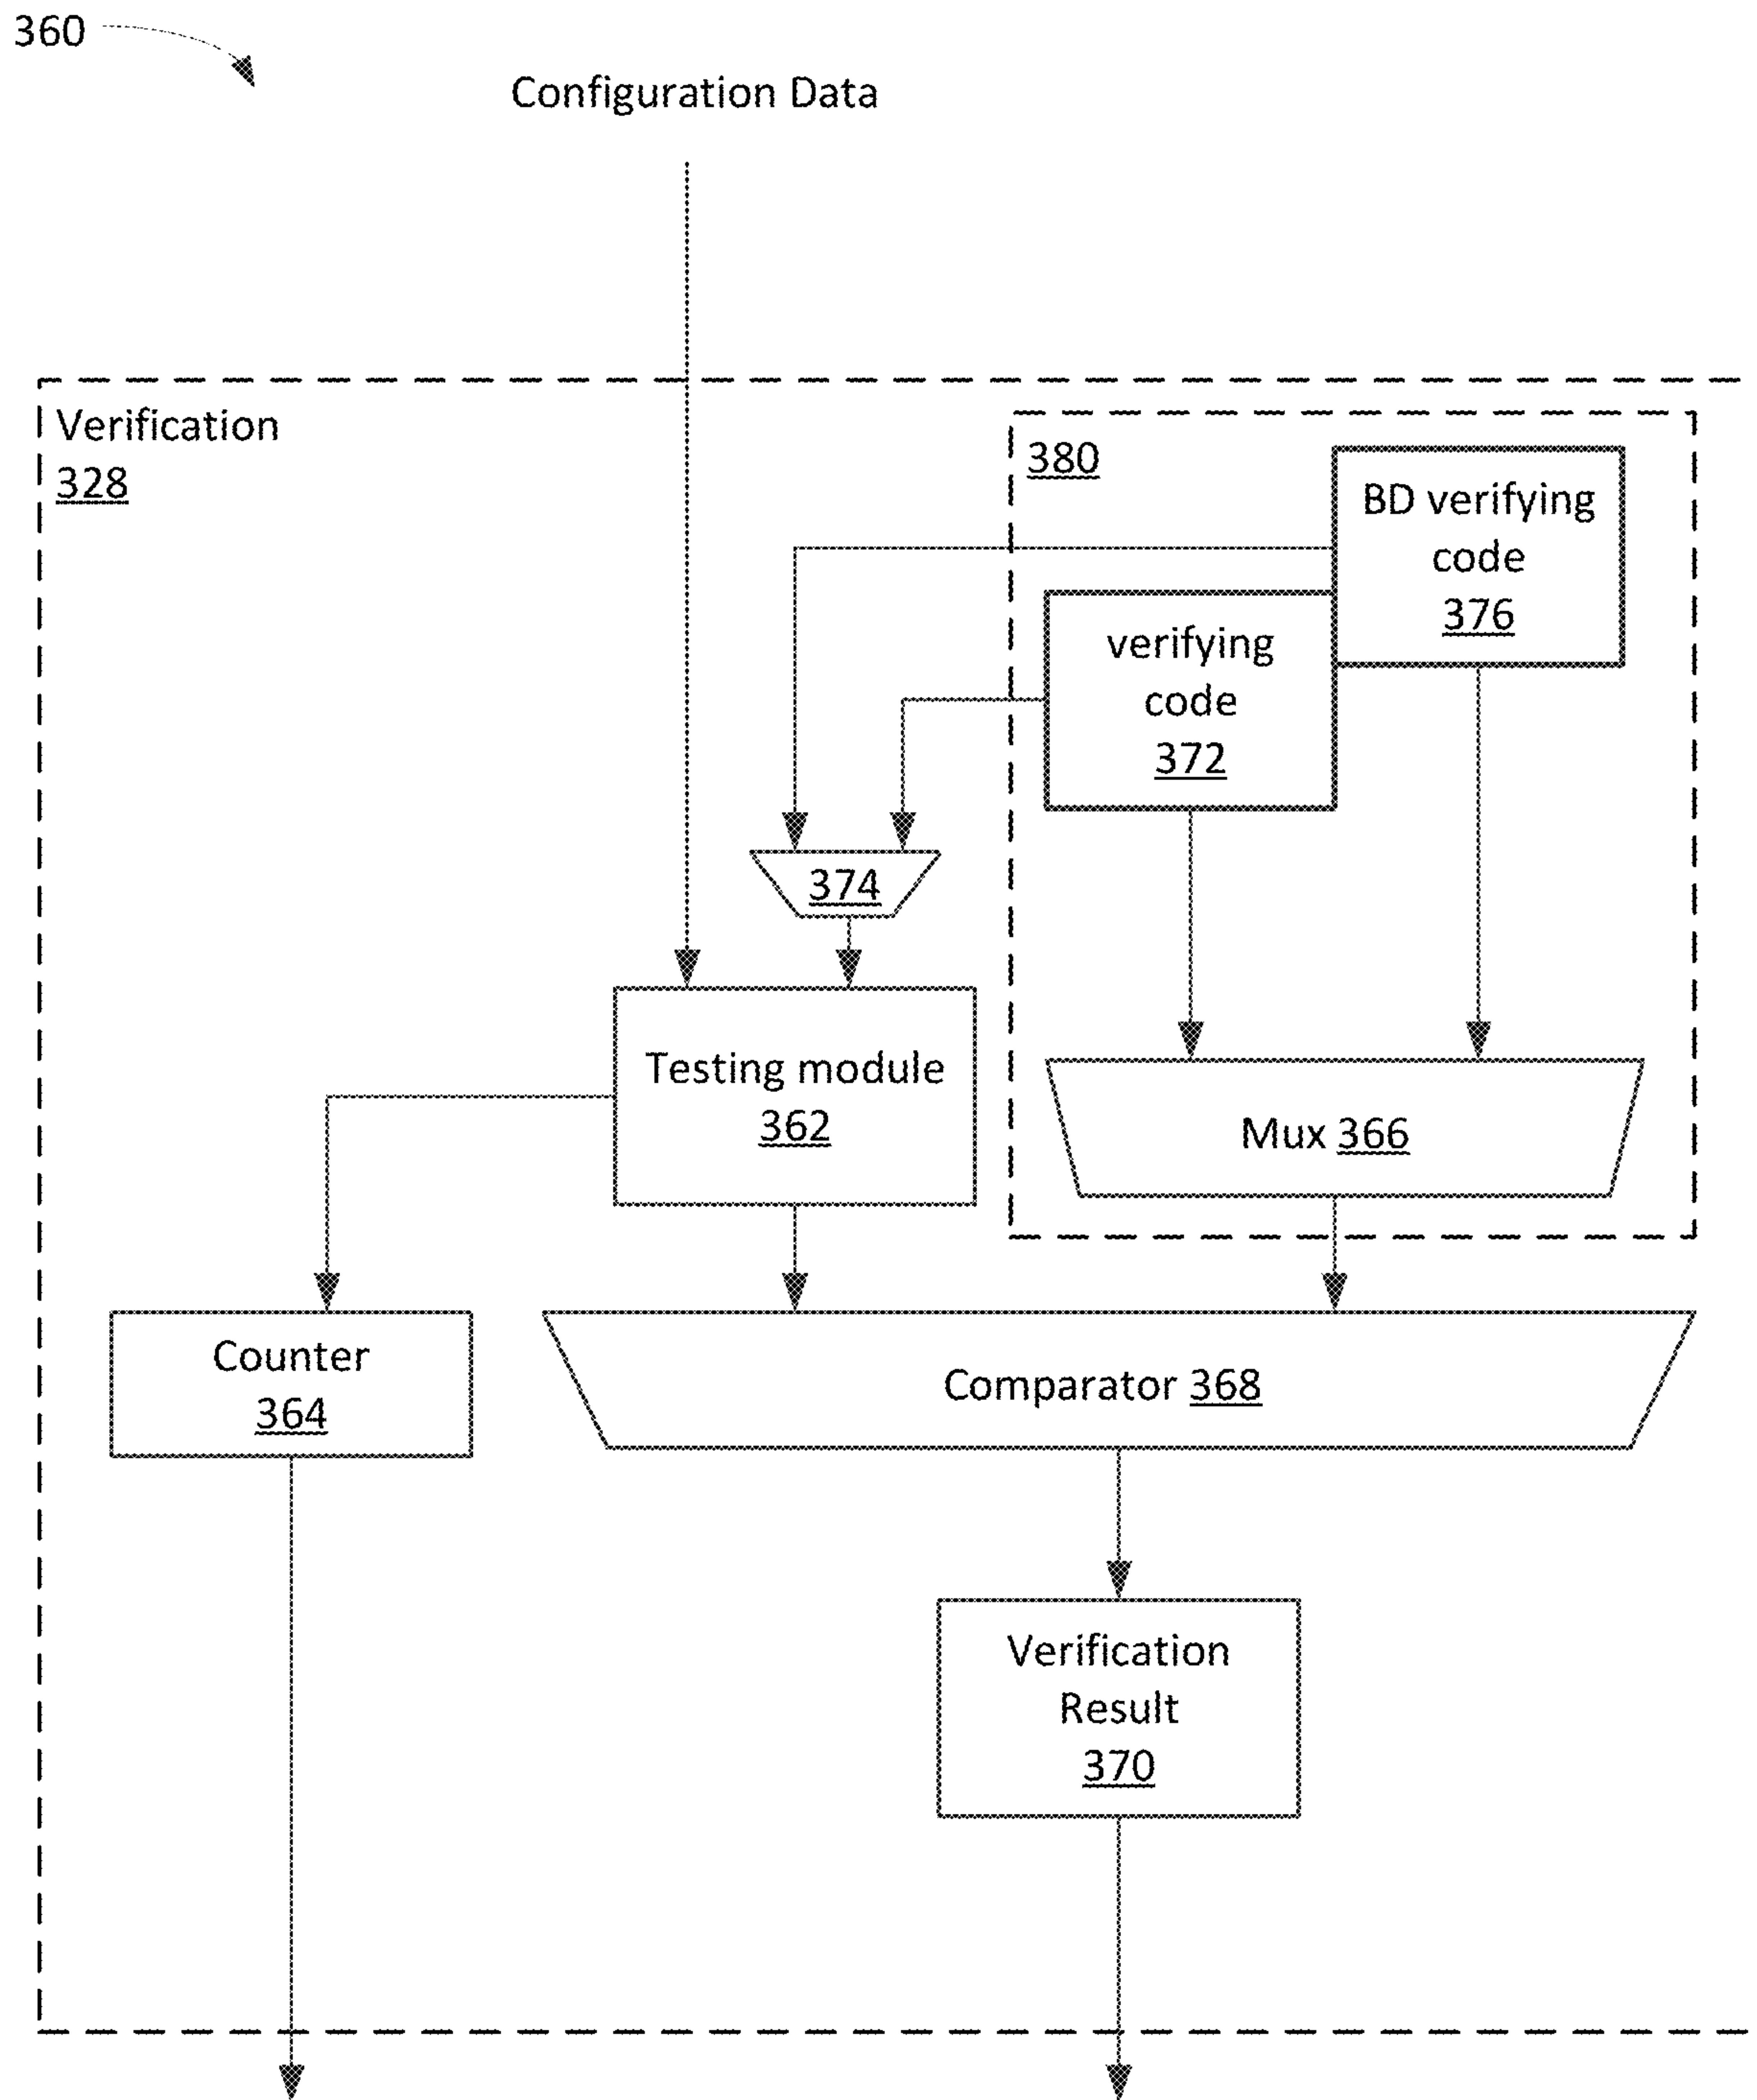 360
Configuration Data
Verification
328
380
BD verifying
code
376
verifying
code
372
374
Testing module
362
Mux 366
Counter
364
Comparator 368
Verification
Result
370